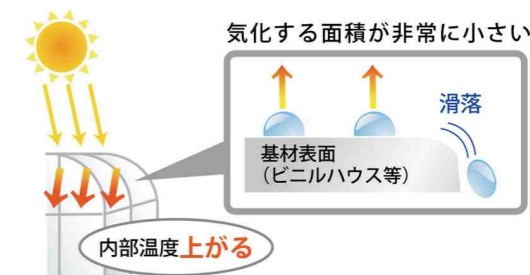 気化する面積が非常に小さい
滑落
基材表面
（ビニルハウス等）
内部温度上がる